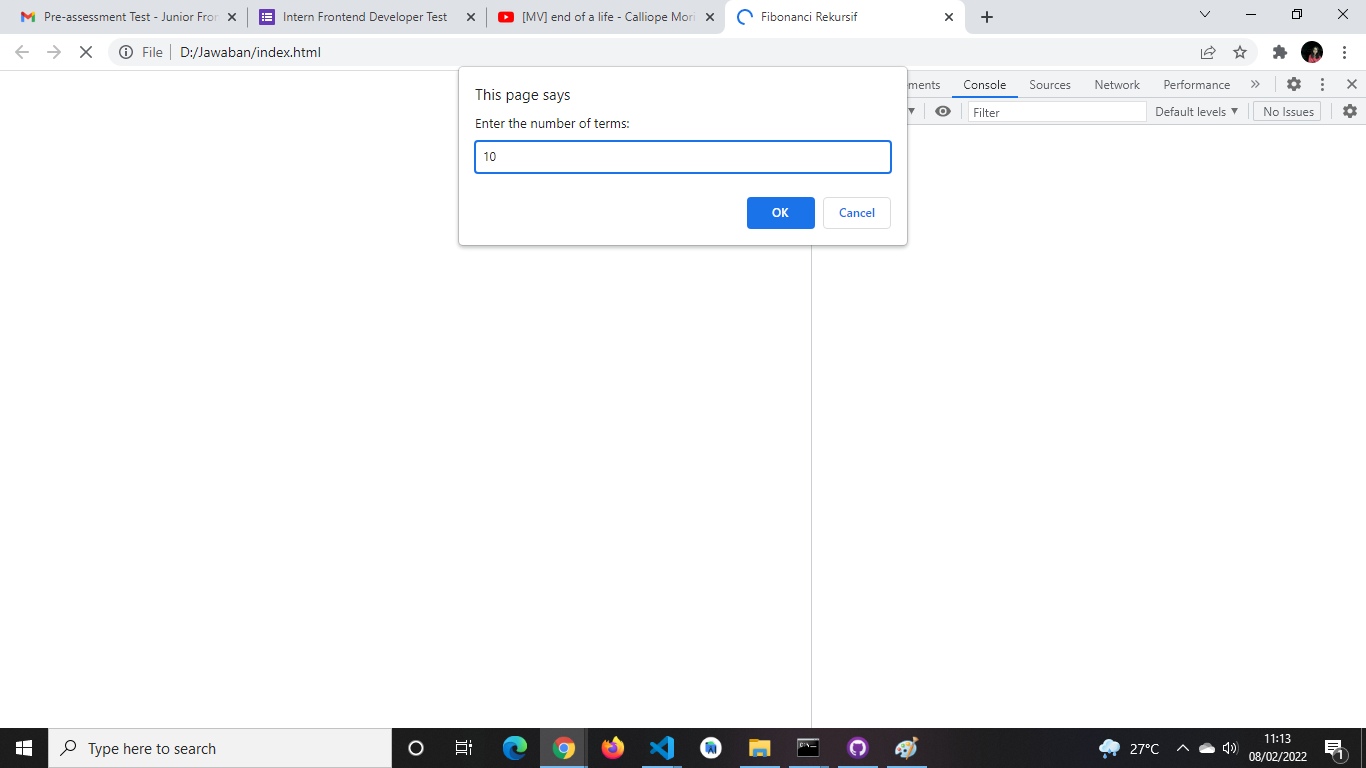 Pre-assessment Test - Junior Fron
Intern Frontend Developer Test
[MV] end of a life - Calliope Mori
Fibonanci Rekursif
File
D:/Jawaban/index.html
This page says
Enter the number of terms:
10
OK
Cancel
ments
Console
Sources
Network
Performance
Filter
Default levels
No Issues
Type here to search
27°C
11:13
08/02/2022
1